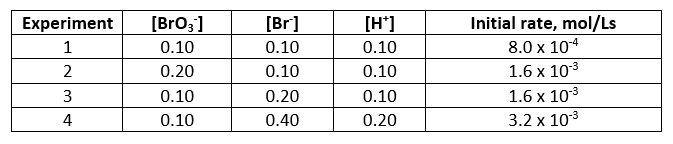 Experiment [BrO₃⁻] [Br⁻] [H⁺] Initial rate, mol/Ls
1 0.10 0.10 0.10 8.0 x 10⁻⁴
2 0.20 0.10 0.10 1.6 x 10⁻³
3 0.10 0.20 0.10 1.6 x 10⁻³
4 0.10 0.40 0.20 3.2 x 10⁻³